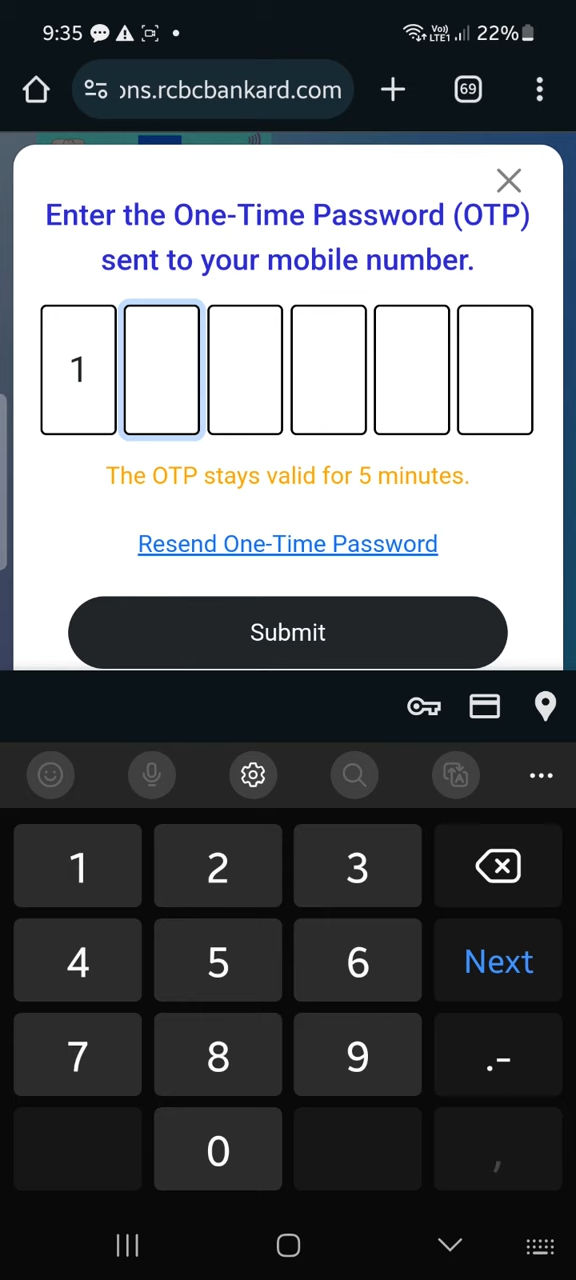 9:35
Vo)) LTE1 22%
ons.rcbcbankard.com
69
Enter the One-Time Password (OTP)
sent to your mobile number.
1
The OTP stays valid for 5 minutes.
Resend One-Time Password
Submit
1 2 3
4 5 6 Next
7 8 9 .-
0 ,